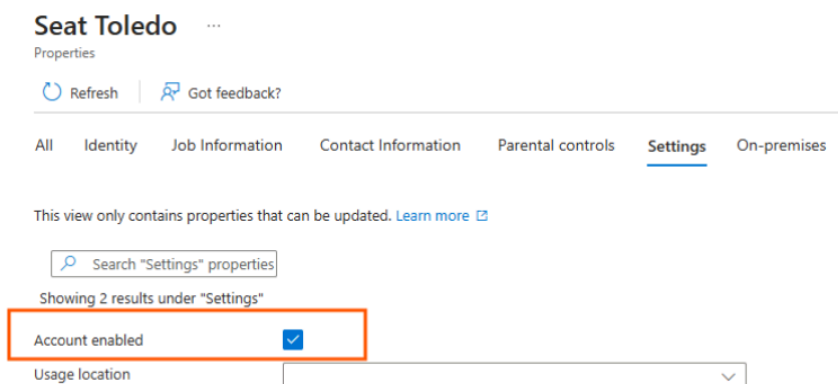 Seat Toledo ...
Properties
Refresh Got feedback?
All Identity Job Information Contact Information Parental controls Settings On-premises
This view only contains properties that can be updated. Learn more
Search "Settings" properties
Showing 2 results under "Settings"
Account enabled
Usage location